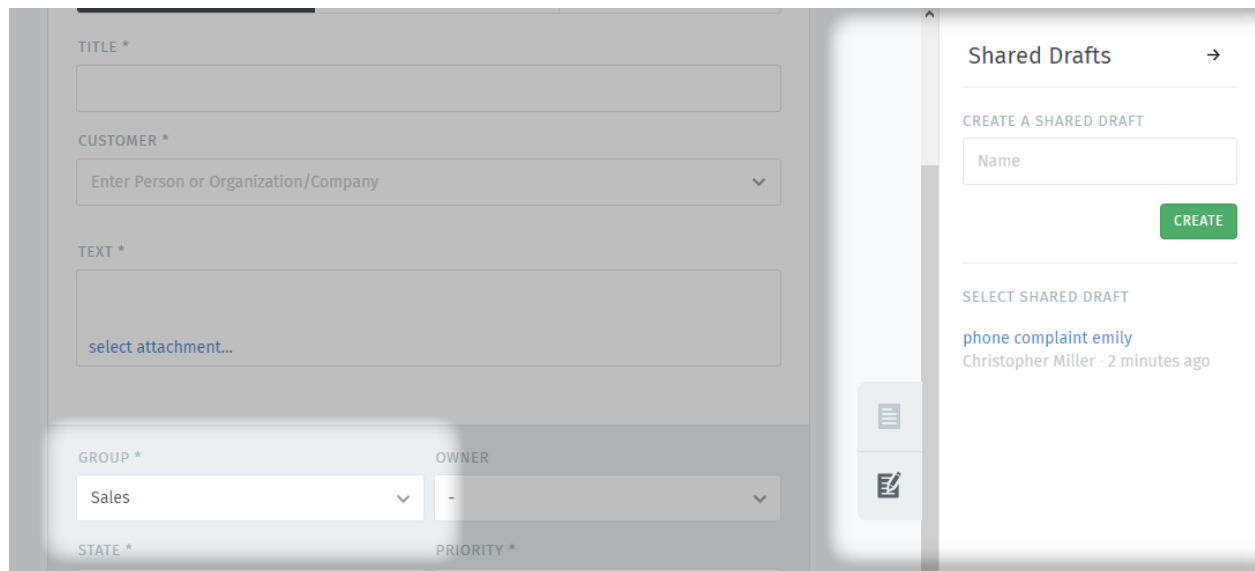 TITLE *
CUSTOMER *
Enter Person or Organization/Company
TEXT *
select attachment...
GROUP *
OWNER
Sales
-
STATE *
PRIORITY *
Shared Drafts
CREATE A SHARED DRAFT
Name
CREATE
SELECT SHARED DRAFT
phone complaint emily
Christopher Miller · 2 minutes ago